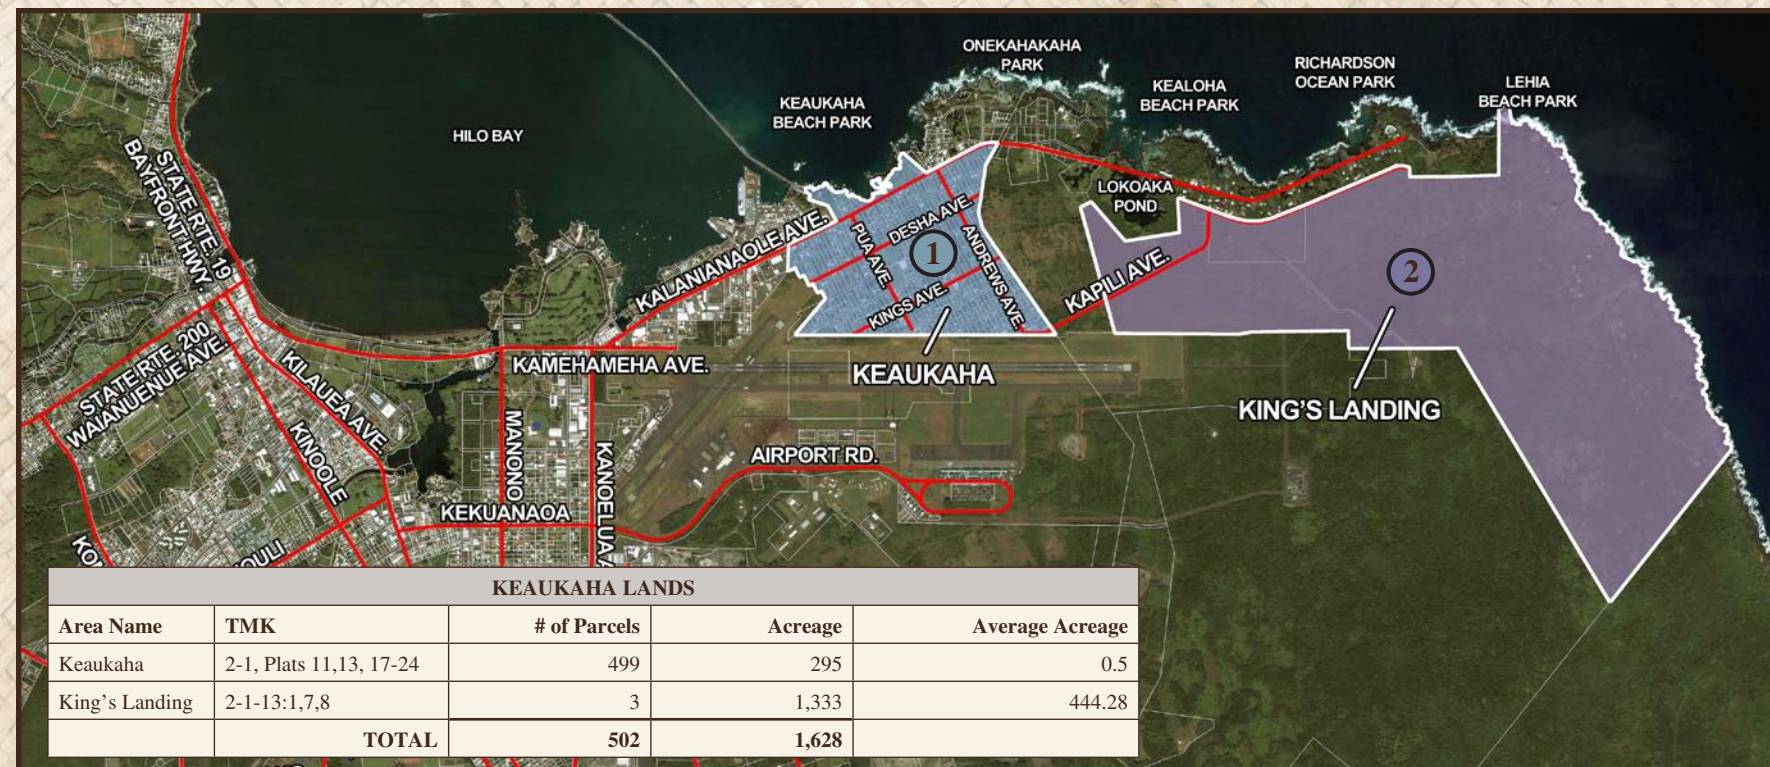 ONEKAHAKAHA
PARK
RICHARDSON
OCEAN PARK
KEALOHA
BEACH PARK
LEHIA
BEACH PARK
KEAUKAHA
BEACH PARK
HILO BAY
STATE RTE. 19
BAYFRONT HWY.
LOKOAKA
POND
KALANIANAOLE AVE.
PUA AVE.
DESHA AVE.
ANDREWS AVE.
KINGS AVE.
1
KAPILI AVE.
2
STATE RTE. 200
WAIANUENUE AVE.
KILAUEA AVE.
KINOOLE
KAMEHAMEHA AVE.
KEAUKAHA
KING'S LANDING
MANONO
KANOELUA
AIRPORT RD.
KEKUANAOA
KEAUKAHA LANDS
Area Name TMK # of Parcels Acreage Average Acreage
Keaukaha 2-1, Plats 11,13, 17-24 499 295 0.5
King’s Landing 2-1-13:1,7,8 3 1,333 444.28
TOTAL 502 1,628